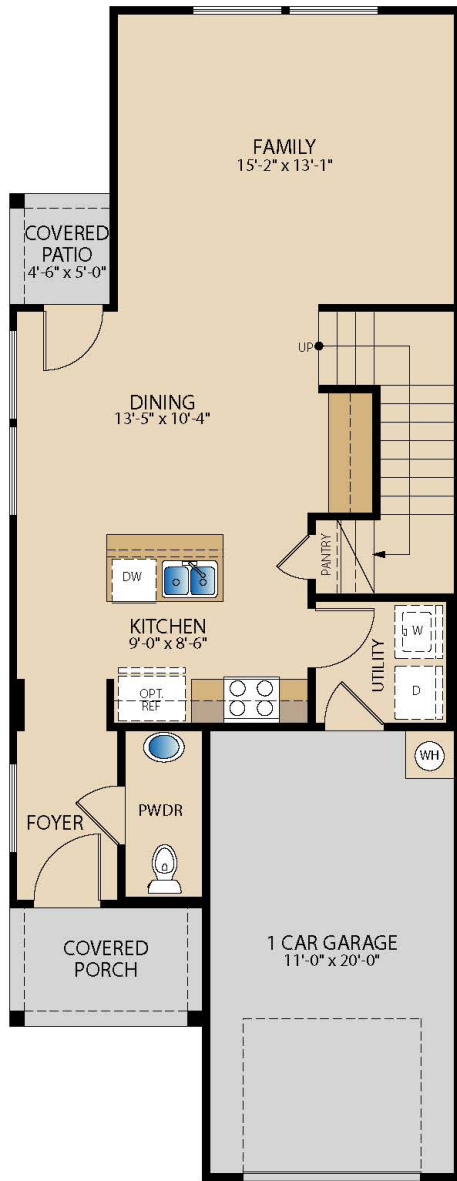 FAMILY
15'-2" x 13'-1"
COVERED
PATIO
4'-6" x 5'-0"
UP
DINING
13'-5" x 10'-4"
PANTRY
DW
KITCHEN
9'-0" x 8'-6"
UTILITY
W
D
OPT.
REF
WH
FOYER
PWDR
COVERED
PORCH
1 CAR GARAGE
11'-0" x 20'-0"